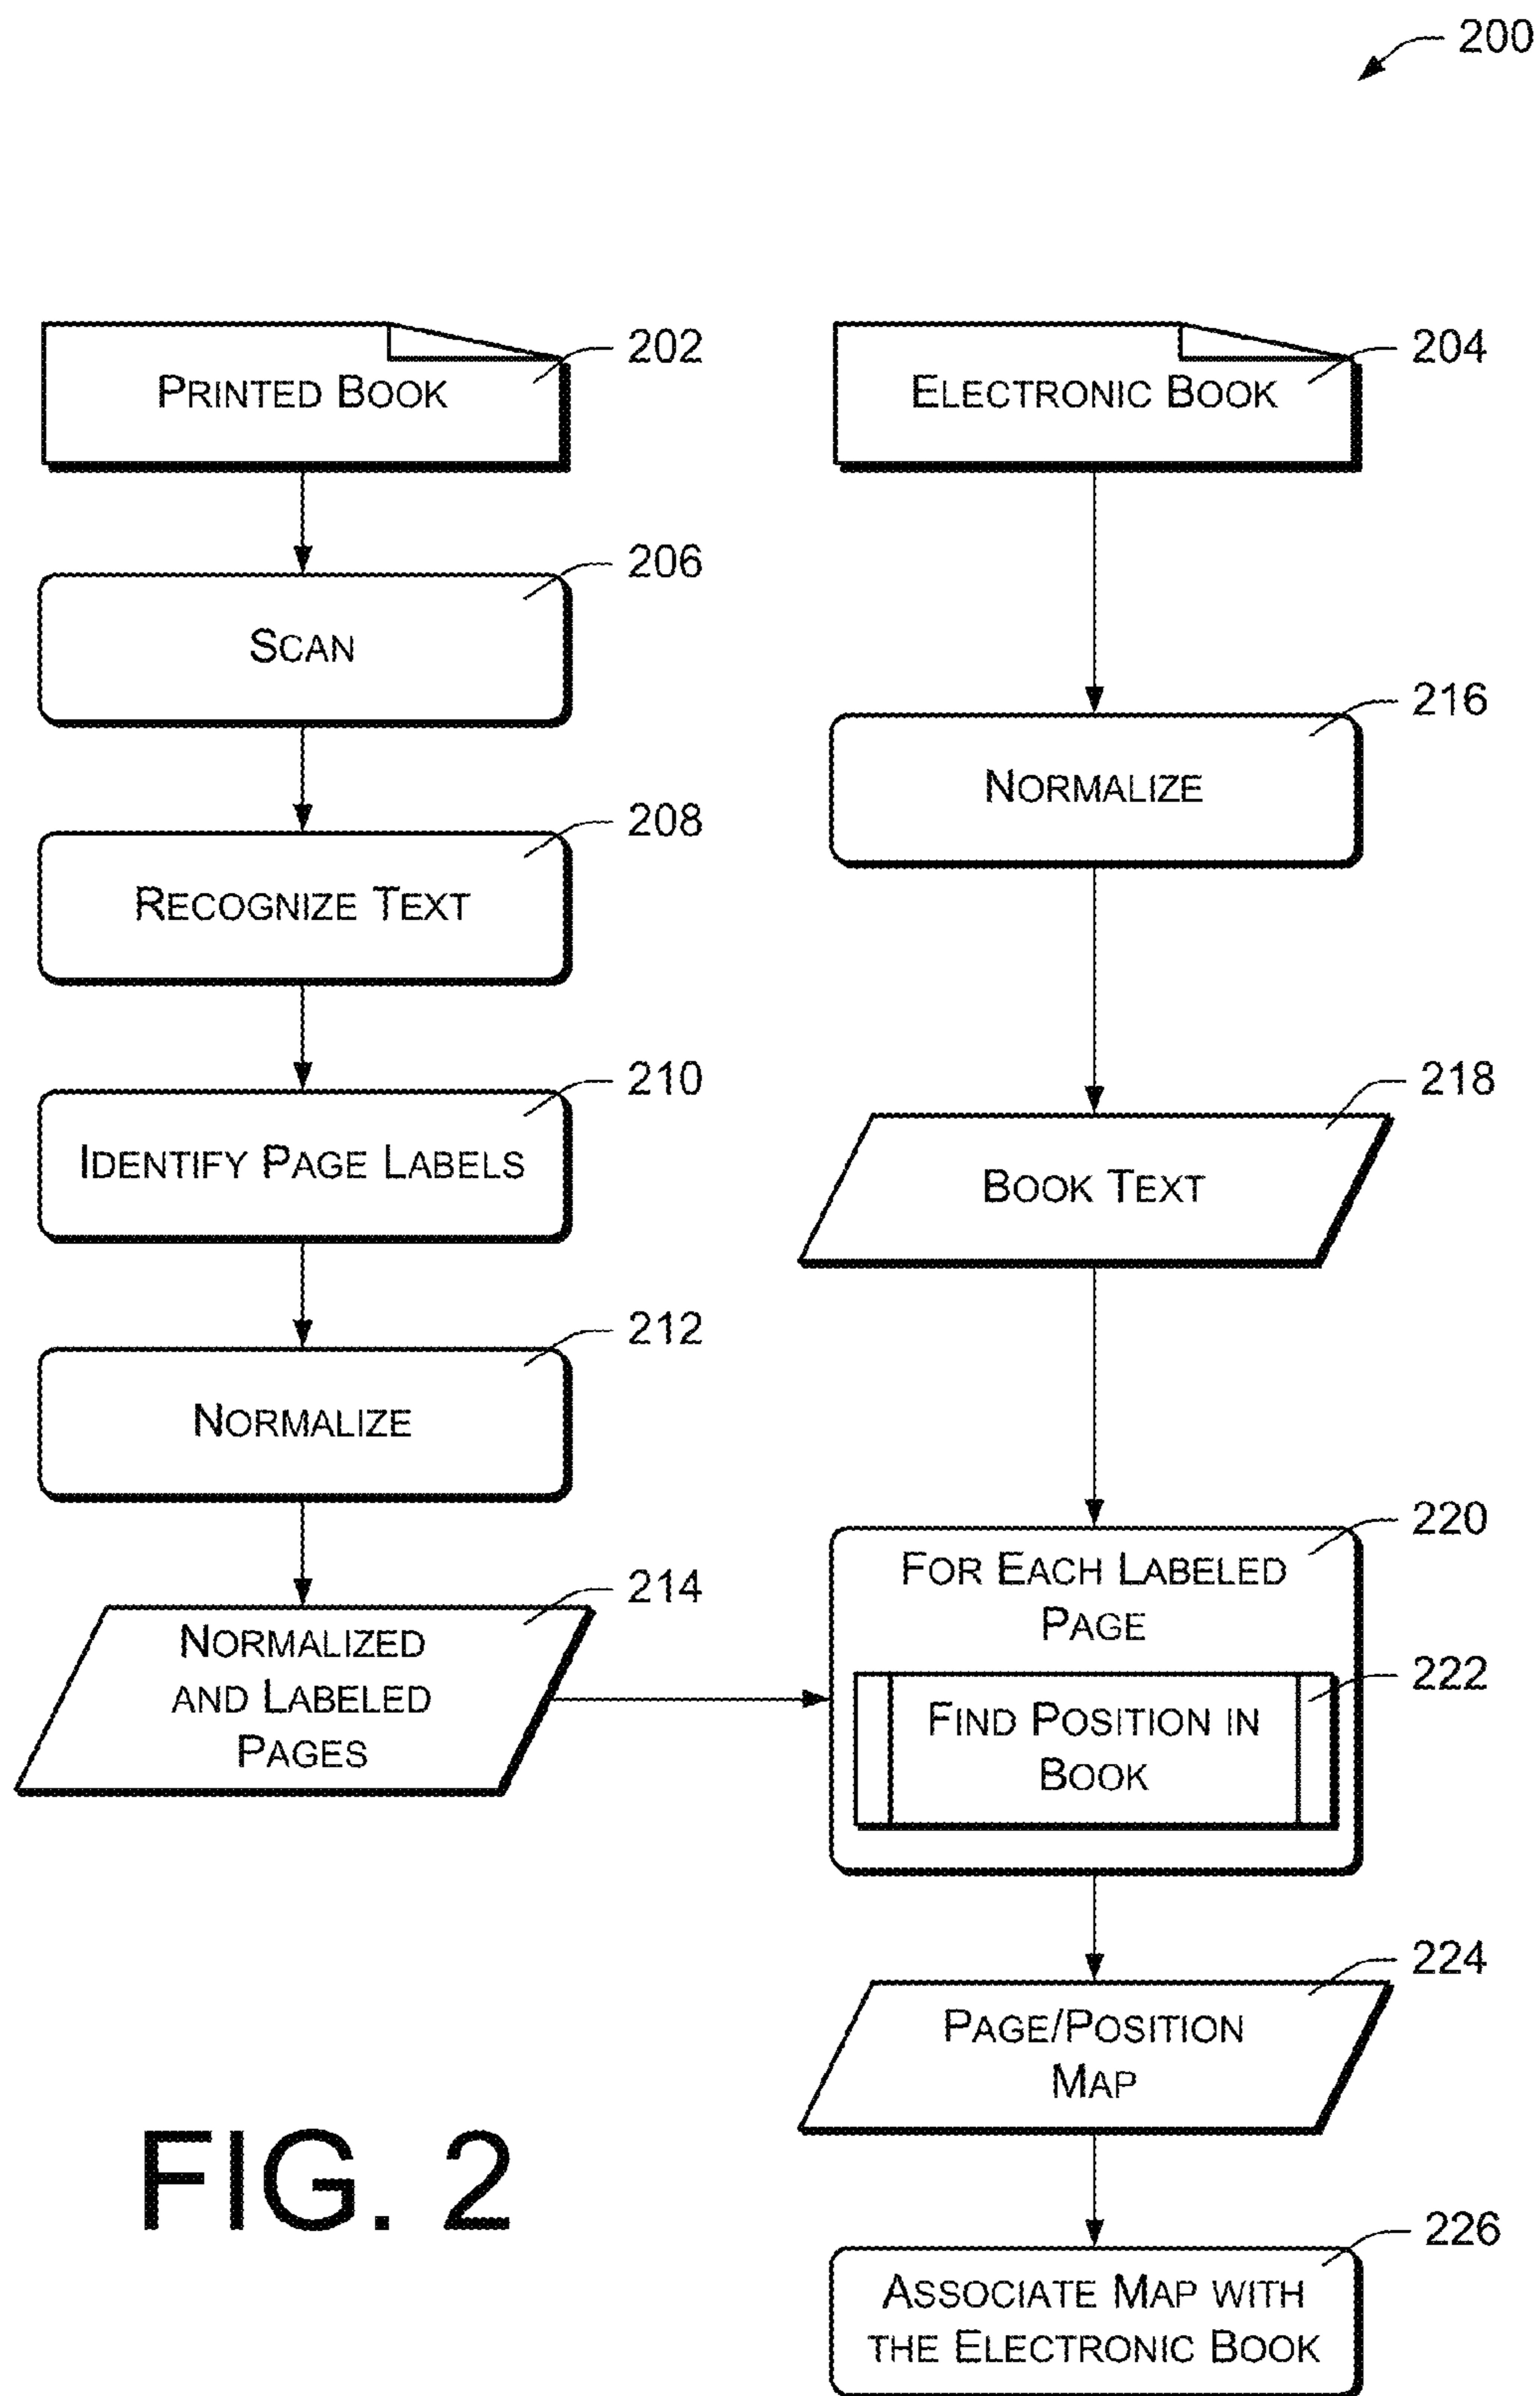 200
PRINTED BOOK
202
ELECTRONIC BOOK
204
SCAN
206
RECOGNIZE TEXT
208
IDENTIFY PAGE LABELS
210
NORMALIZE
212
NORMALIZED
AND LABELED
PAGES
214
NORMALIZE
216
BOOK TEXT
218
FOR EACH LABELED
PAGE
220
FIND POSITION IN
BOOK
222
PAGE/POSITION
MAP
224
ASSOCIATE MAP WITH
THE ELECTRONIC BOOK
226
FIG. 2